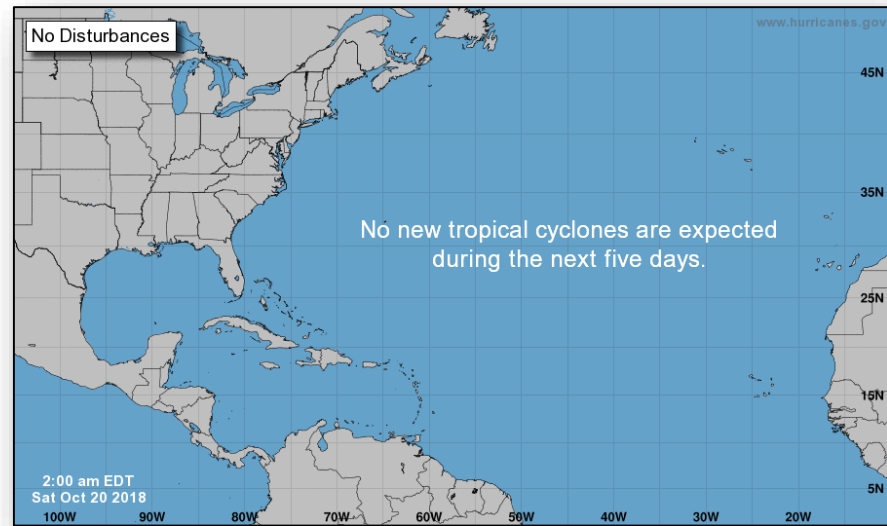 No Disturbances
www.hurricanes.gov
45N
35N
No new tropical cyclones are expected
during the next five days.
25N
15N
2:00 am EDT
Sat Oct 20 2018
5N
100W 90W 80W 70W 60W 50W 40W 30W 20W